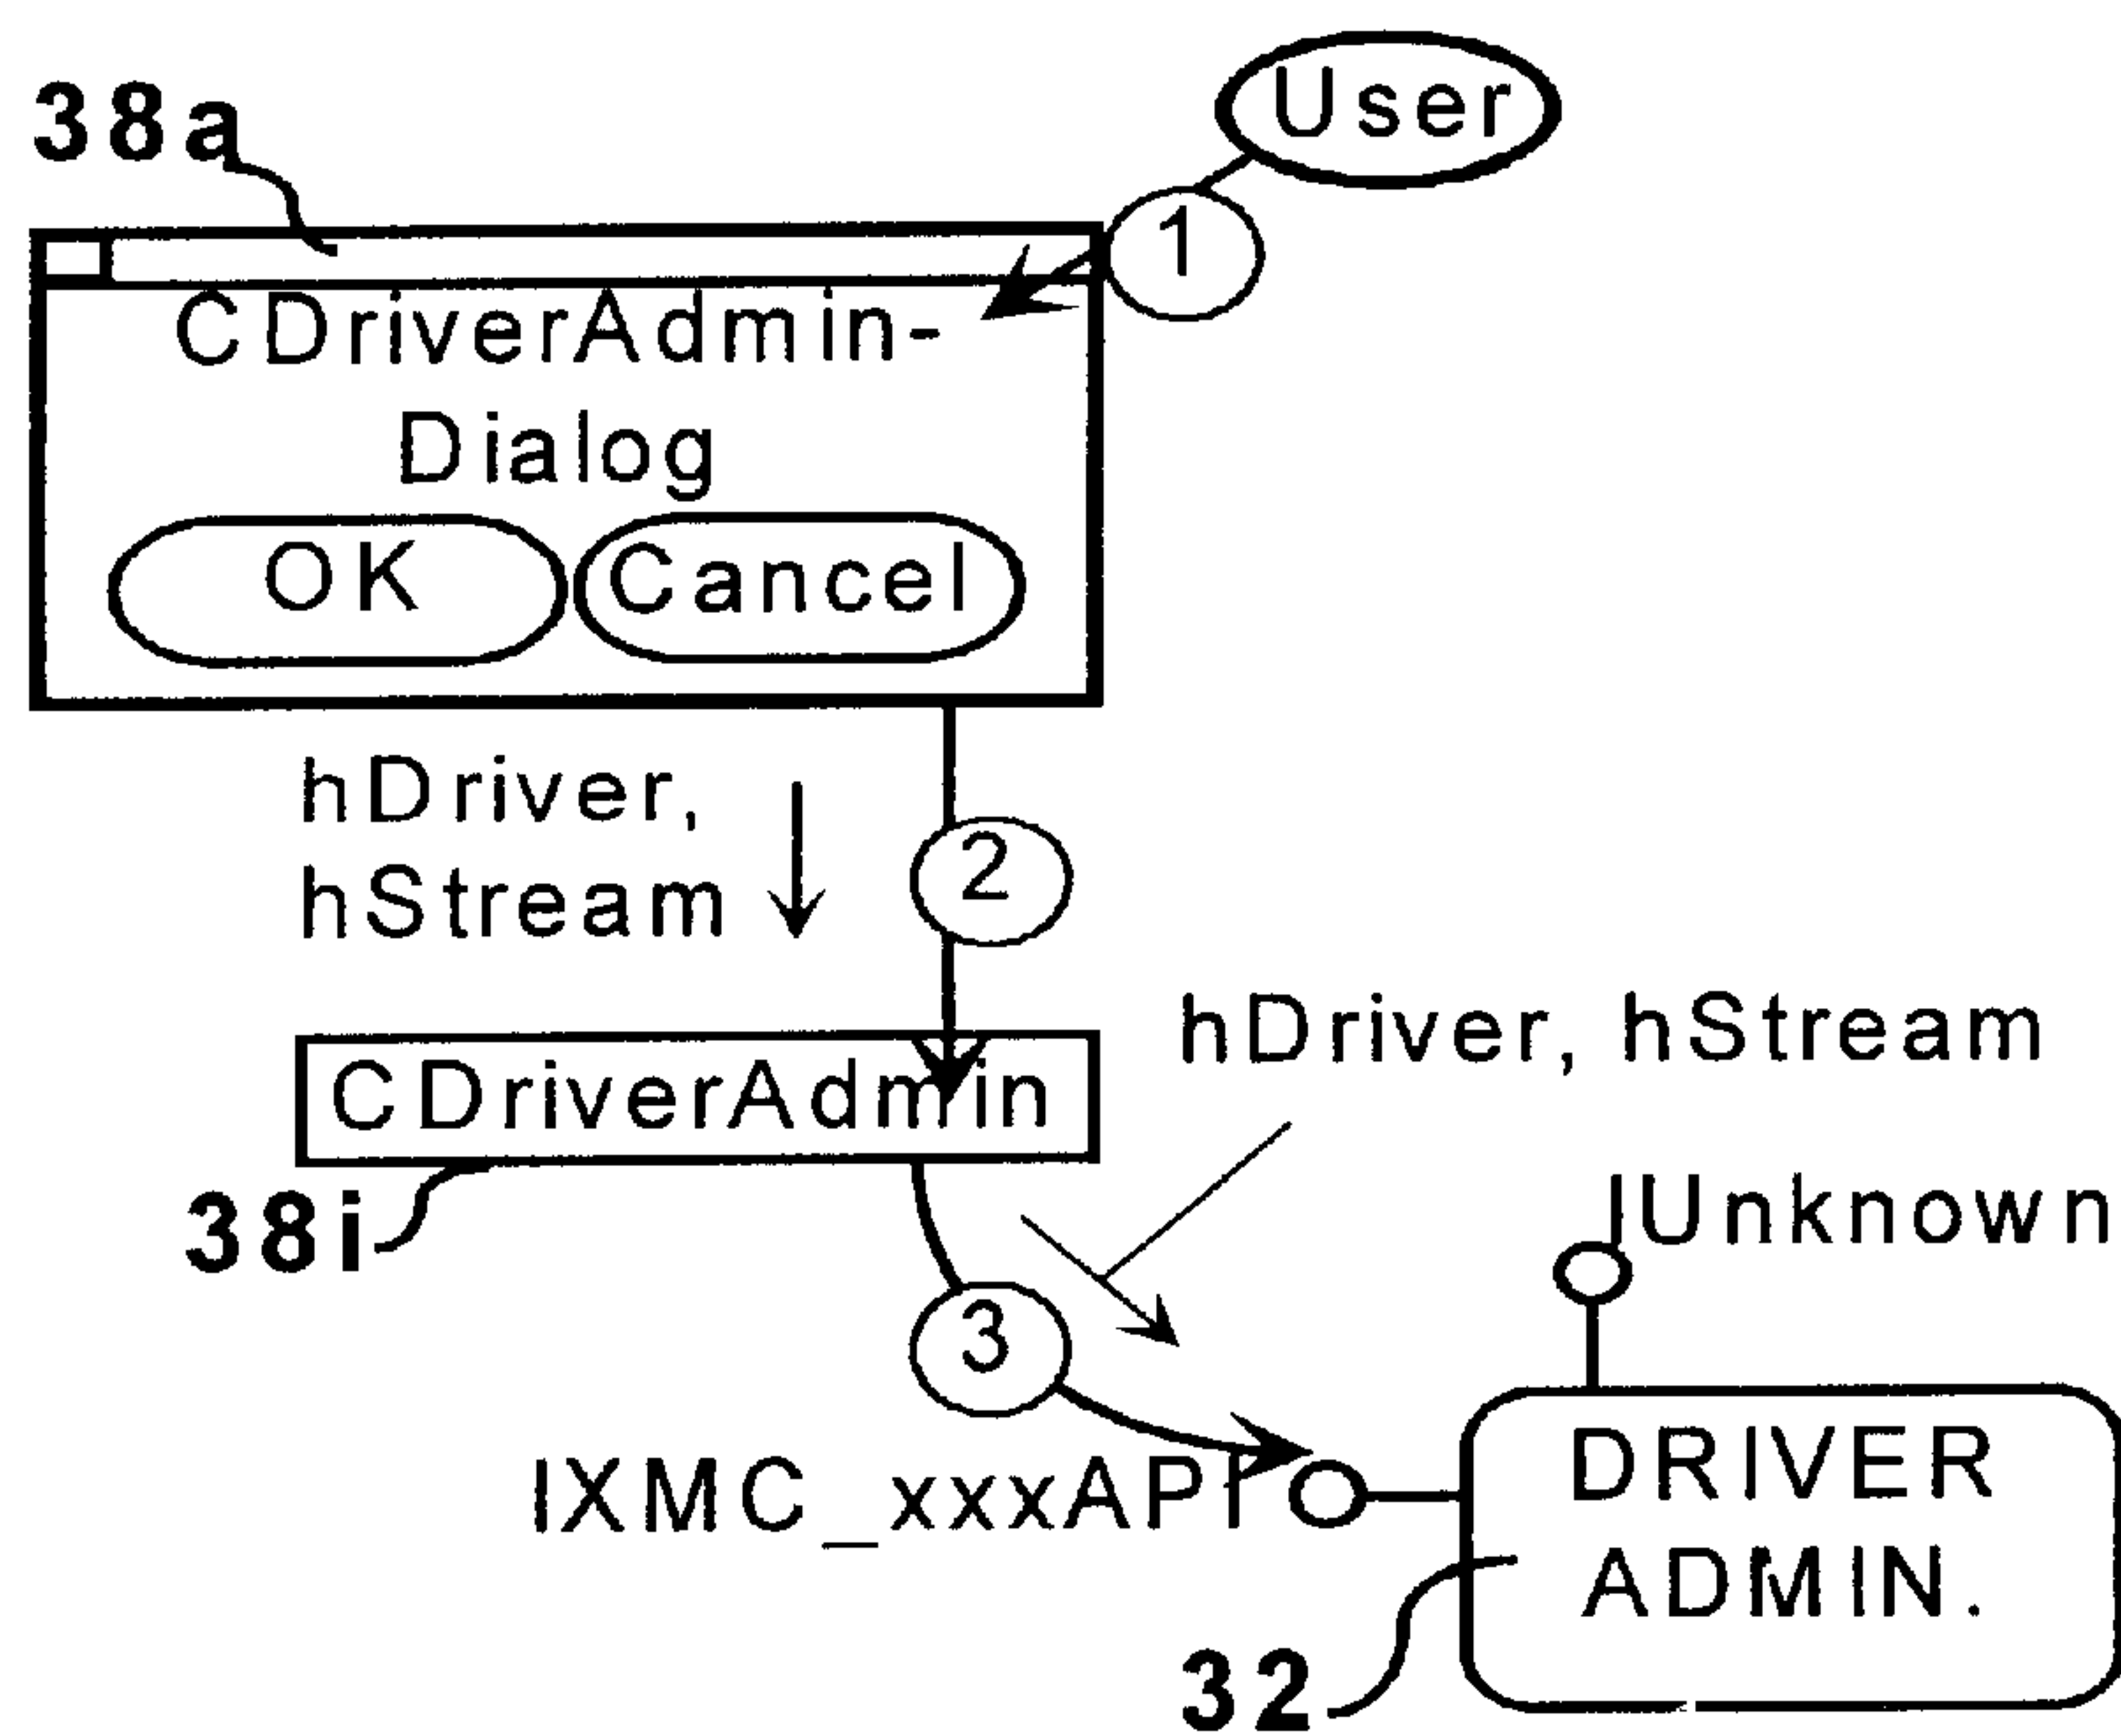 User
38a
1
CDriverAdmin-
Dialog
OK
Cancel
hDriver,
hStream
2
hDriver, hStream
CDriverAdmin
38i
IUnknown
3
IXMC_xxxAPI
DRIVER
ADMIN.
32